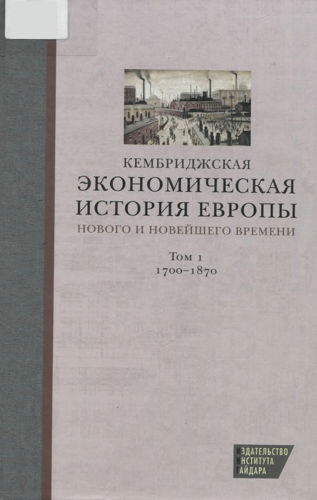 КЕМБРИДЖСКАЯ
ЭКОНОМИЧЕСКАЯ
ИСТОРИЯ ЕВРОПЫ
НОВОГО И НОВЕЙШЕГО ВРЕМЕНИ
Том 1
1700–1870
ИЗДАТЕЛЬСТВО
ИНСТИТУТА
ГАЙДАРА